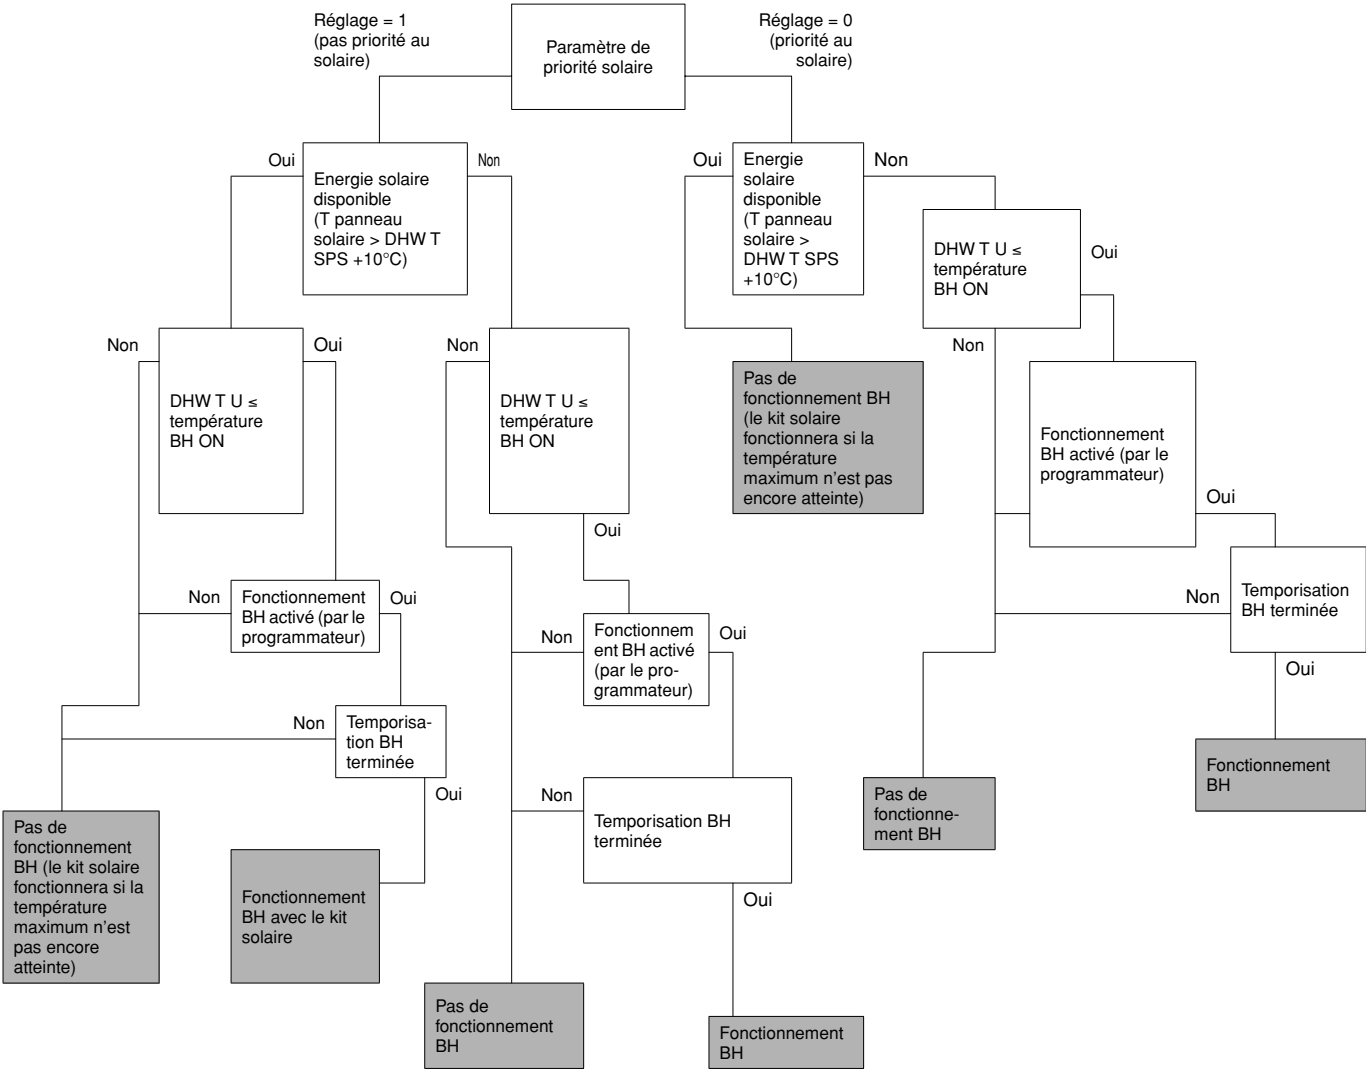 Réglage = 1
(pas priorité au
solaire)
Paramètre de
priorité solaire
Réglage = 0
(priorité au
solaire)
Oui
Energie solaire
disponible
(T panneau
solaire > DHW T
SPS +10°C)
Non
Oui
Energie
solaire
disponible
(T panneau
solaire >
DHW T SPS
+10°C)
Non
DHW T U ≤
température
BH ON
Oui
Non
Non
DHW T U ≤
température
BH ON
Oui
Non
DHW T U ≤
température
BH ON
Oui
Pas de
fonctionnement BH
(le kit solaire
fonctionnera si la
température
maximum n'est pas
encore atteinte)
Fonctionnement
BH activé (par le
programmateur)
Oui
Non
Temporisation
BH terminée
Oui
Non
Fonctionnement
BH activé (par le
programmateur)
Oui
Non
Fonctionnem
ent BH activé
(par le pro-
grammateur)
Oui
Non
Temporisa-
tion BH
terminée
Oui
Non
Temporisation BH
terminée
Oui
Pas de
fonctionne-
ment BH
Fonctionnement
BH
Pas de
fonctionnement
BH (le kit solaire
fonctionnera si la
température
maximum n'est
pas encore
atteinte)
Fonctionnement
BH avec le kit
solaire
Pas de
fonctionnement
BH
Fonctionnement
BH